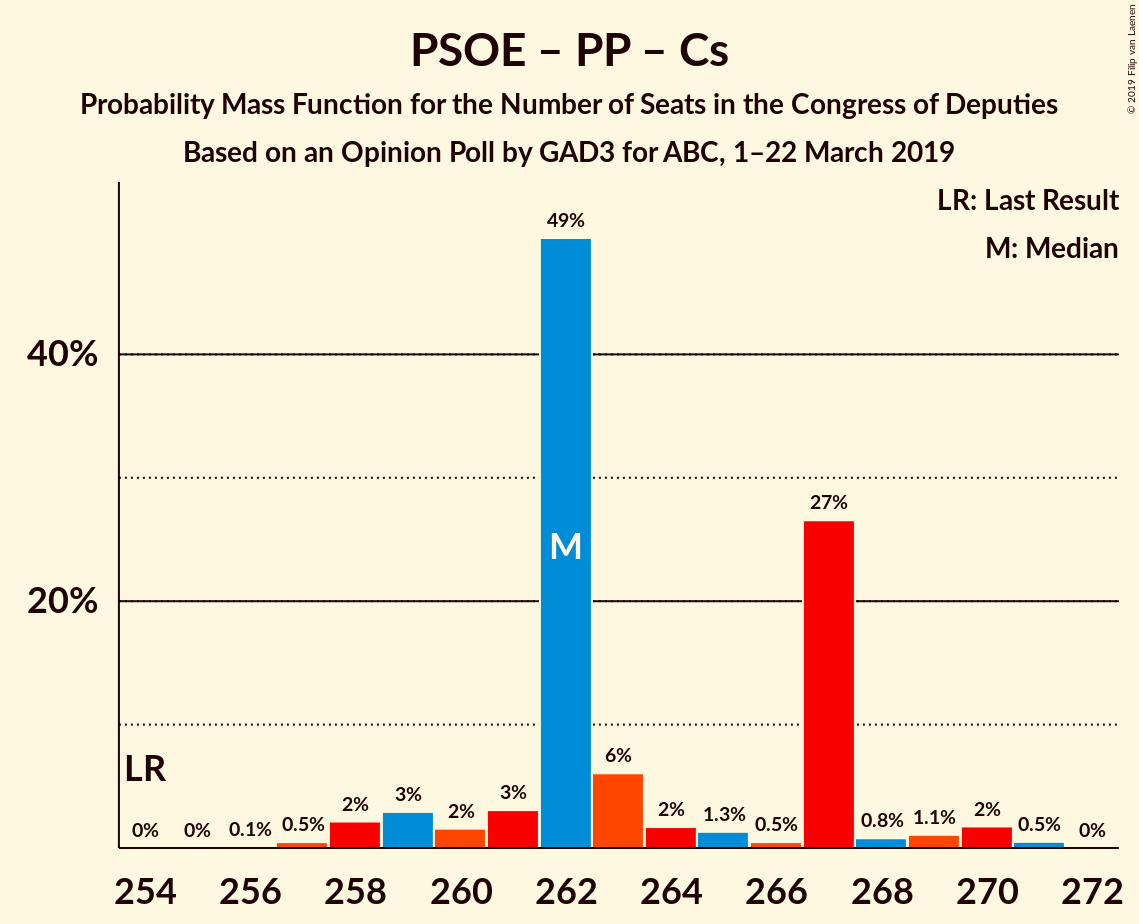 PSOE – PP – Cs
Probability Mass Function for the Number of Seats in the Congress of Deputies
Based on an Opinion Poll by GAD3 for ABC, 1–22 March 2019
© 2019 Filip van Laenen
LR: Last Result
M: Median
49%
40%
27%
M
20%
LR
0%
0%
0.1%
0.5%
2%
3%
2%
3%
6%
2%
1.3%
0.5%
0.8%
1.1%
2%
0.5%
0%
254 256 258 260 262 264 266 268 270 272